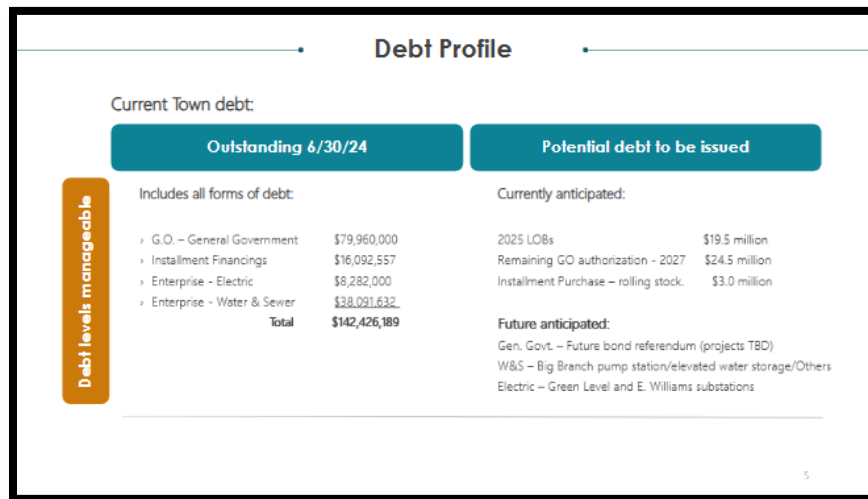 Debt Profile
Current Town debt:
Outstanding 6/30/24
Potential debt to be issued
Debt levels manageable
Includes all forms of debt:
› G.O. – General Government $79,960,000
› Installment Financings $16,092,557
› Enterprise - Electric $8,282,000
› Enterprise - Water & Sewer $38,091,632
Total $142,426,189
Currently anticipated:
2025 LOBs $19.5 million
Remaining GO authorization - 2027 $24.5 million
Installment Purchase – rolling stock. $3.0 million
Future anticipated:
Gen. Govt. – Future bond referendum (projects TBD)
W&S – Big Branch pump station/elevated water storage/Others
Electric – Green Level and E. Williams substations
5